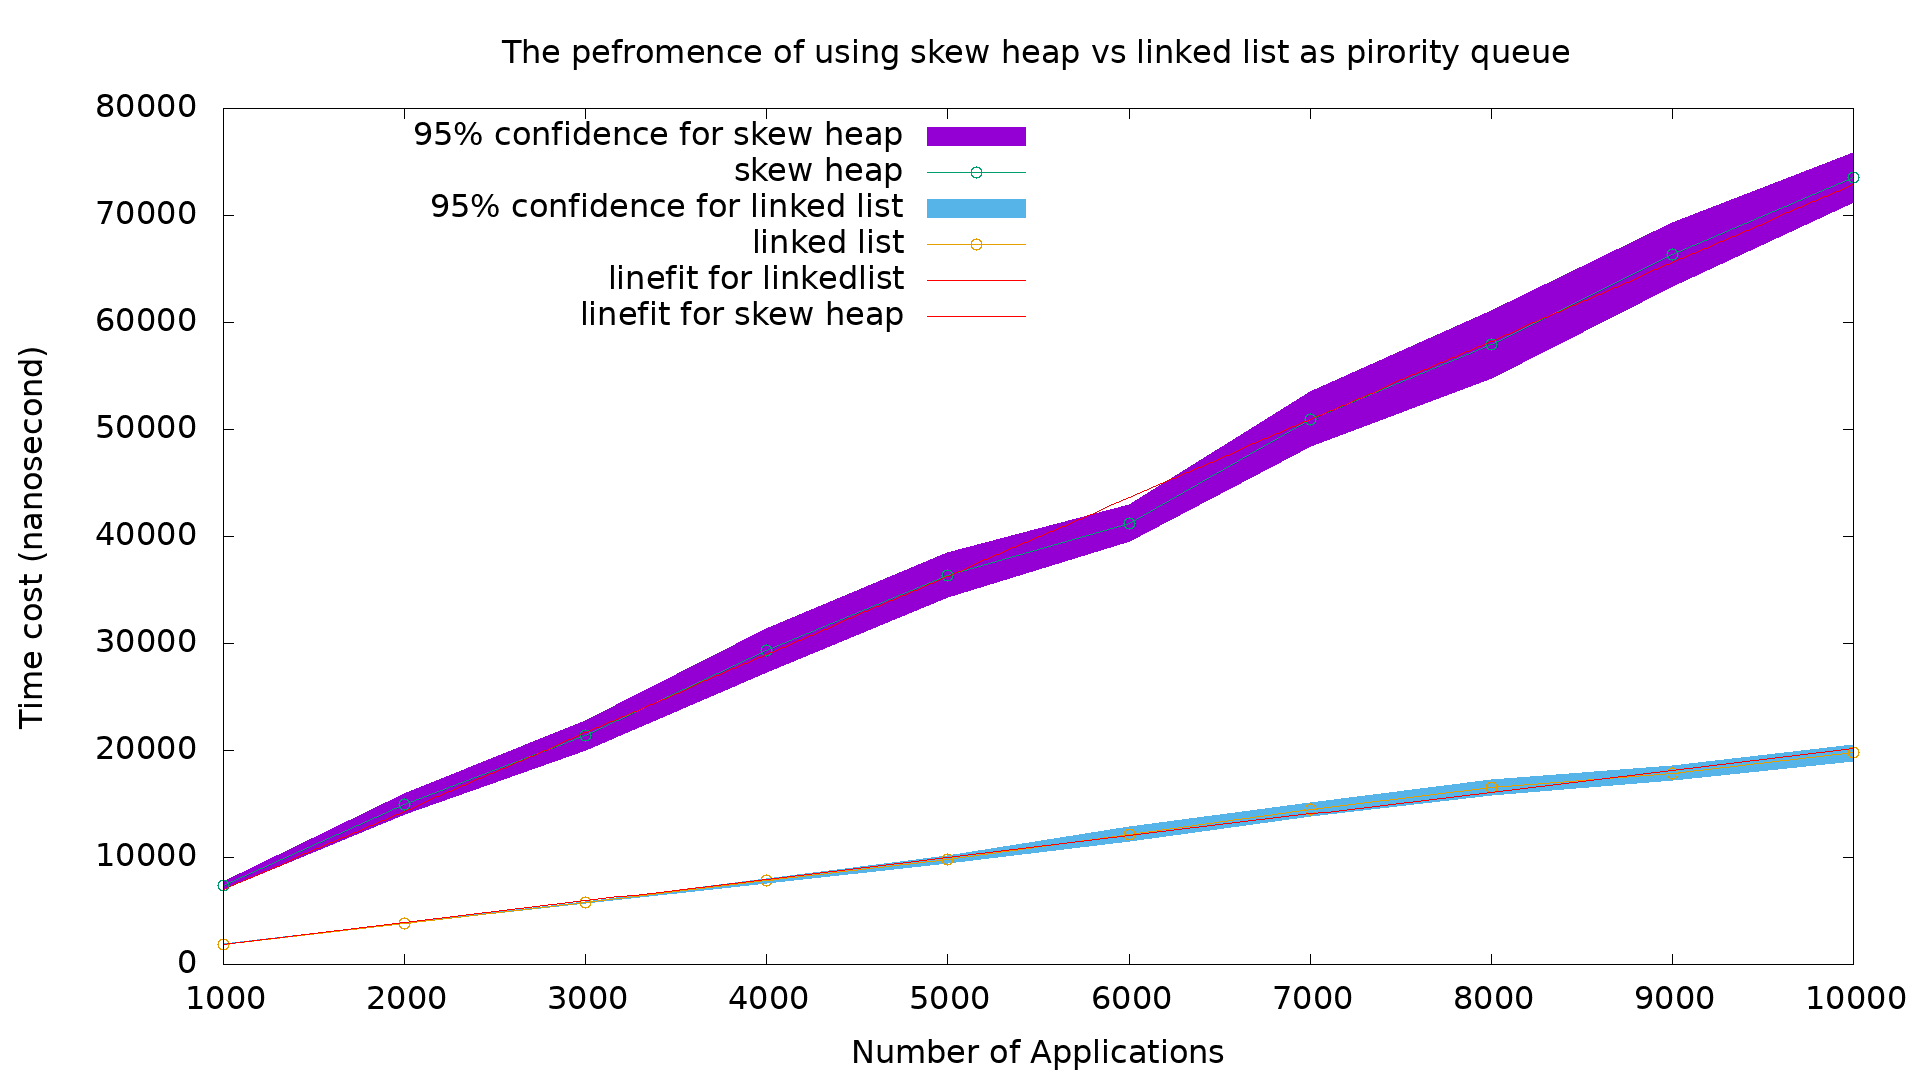 The pefromence of using skew heap vs linked list as pirority queue
80000
70000
60000
50000
40000
30000
20000
10000
0
95% confidence for skew heap
skew heap
95% confidence for linked list
linked list
linefit for linkedlist
linefit for skew heap
Time cost (nanosecond)
1000 2000 3000 4000 5000 6000 7000 8000 9000 10000
Number of Applications